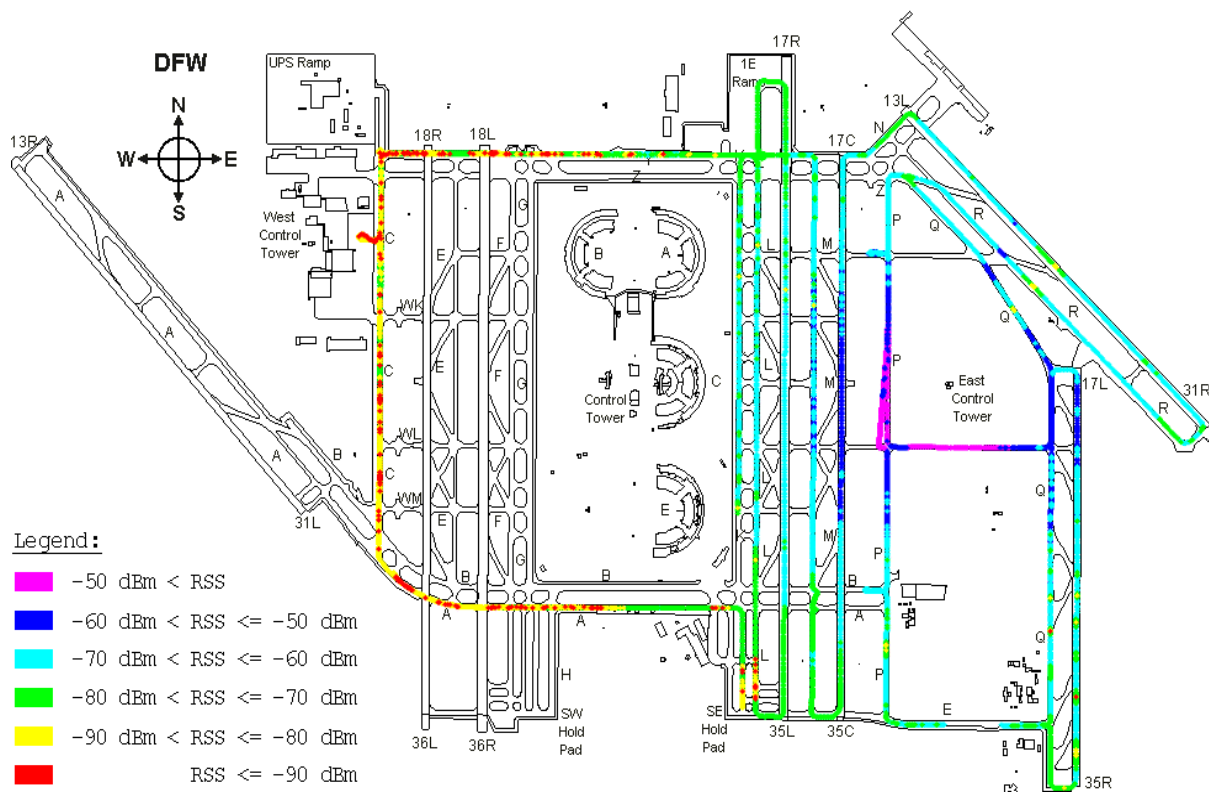 17R
DFW
UPS Ramp
1E
Ramp
N
W E
S
13L
13R
18R 18L
17C N
K
Z
Z
A
C
West
Control
Tower
G
P
Q
R
E F
B A
L M
WK
Q
A
E F
G
C
L M
P
R
C
Control
Tower
East
Control
Tower
17L
31R
R
WL
A B
C
WM
E F
E
L
Q
31L
M
G
P
B
B
B
A
A
A
L
Q
P
H
E
SW
Hold
Pad
SE
Hold
Pad
36L 36R
35L 35C
35R
Legend:
-50 dBm < RSS
-60 dBm < RSS <= -50 dBm
-70 dBm < RSS <= -60 dBm
-80 dBm < RSS <= -70 dBm
-90 dBm < RSS <= -80 dBm
RSS <= -90 dBm